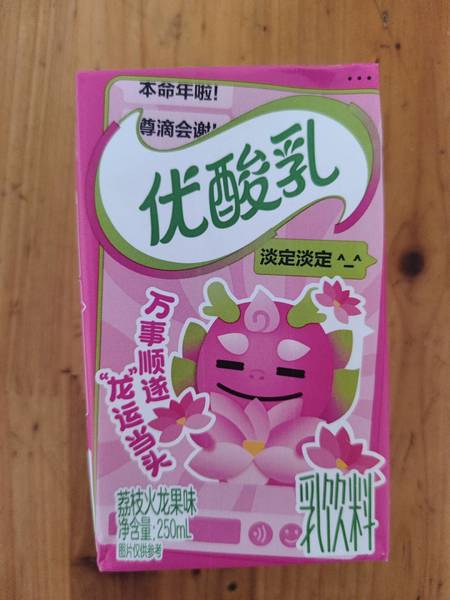 本命年啦!
尊滴会谢!
优酸乳
淡定淡定 ^_^
万事顺遂
“龙”运当头
荔枝火龙果味
净含量:250mL
图片仅供参考
乳饮料